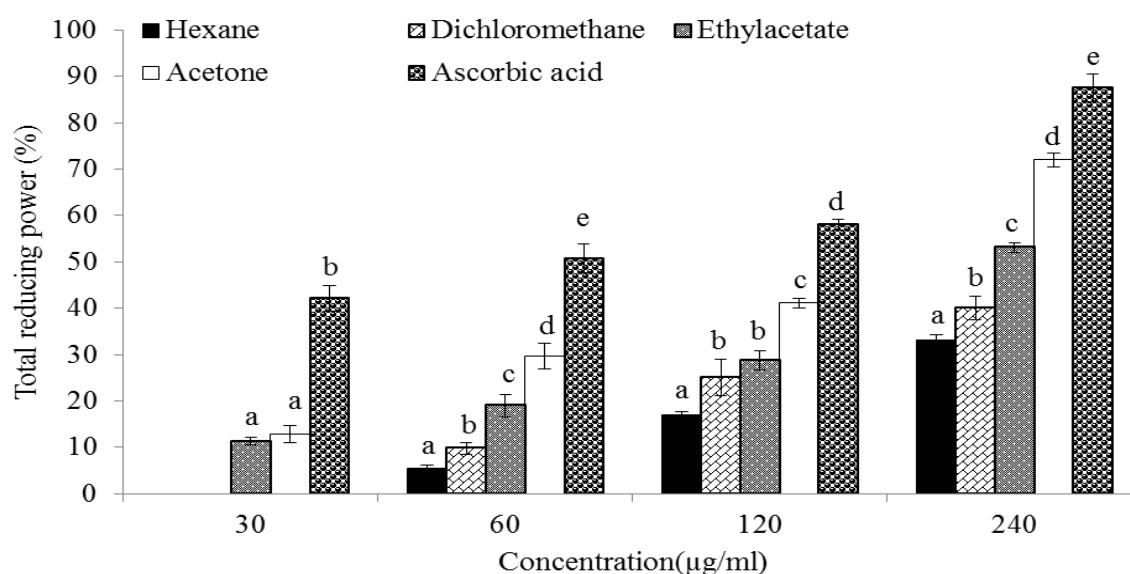 Hexane Dichloromethane Ethylacetate
Acetone Ascorbic acid
Total reducing power (%)
100
90
80
70
60
50
40
30
20
10
0
a a b
a b c d e
a b b c d
a b c d e
30 60 120 240
Concentration(µg/ml)